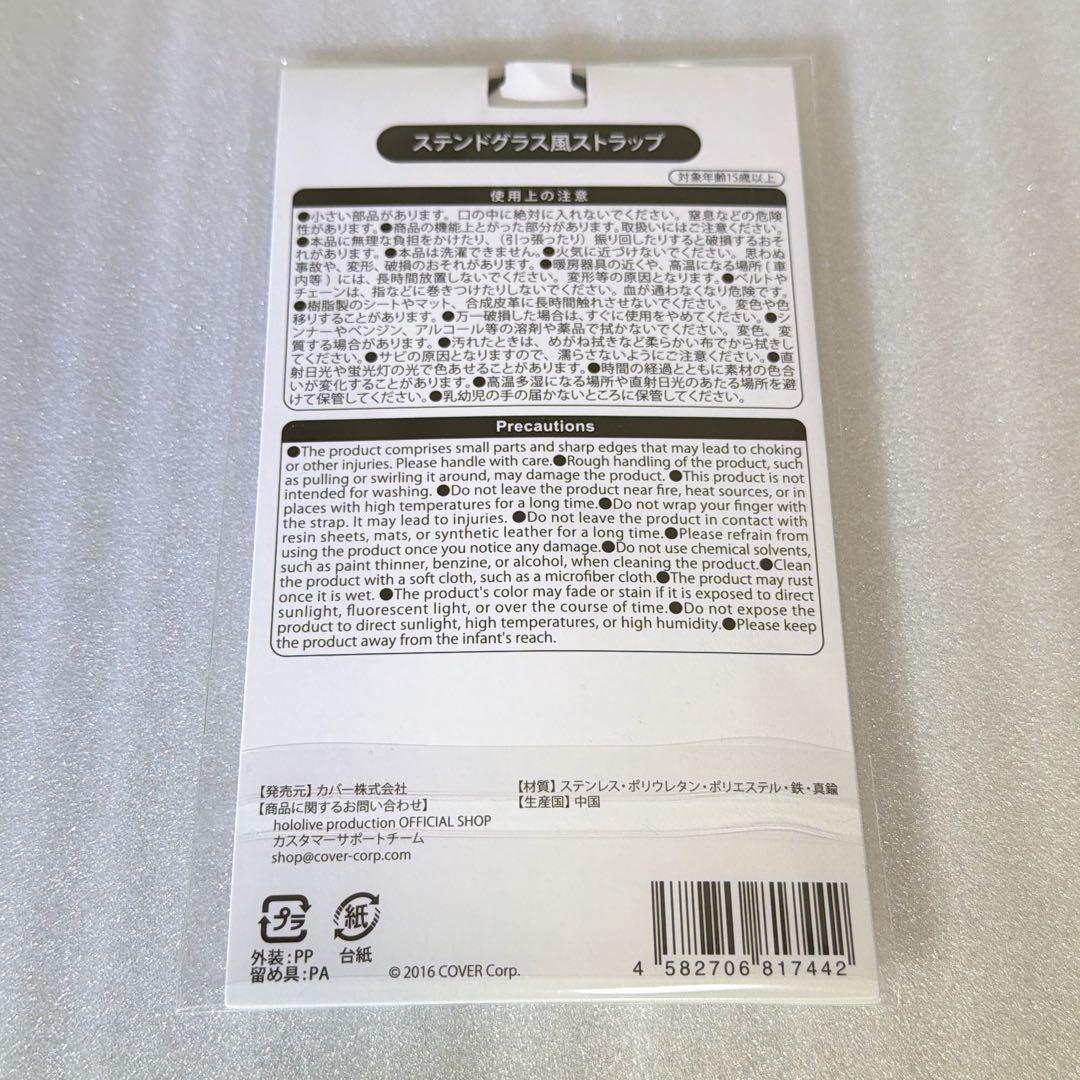 ステンドグラス風ストラップ
対象年齢15歳以上
使用上の注意
●小さい部品があります。口の中に絶対に入れないでください。窒息などの危険
性があります。●商品の機能上とがった部分があります。取扱いにはご注意ください。
●本品に無理な負担をかけたり、（引っ張ったり）振り回したりすると破損するおそ
れがあります。●本品は洗濯できません。●火気に近づけないでください。思わぬ
事故や、変形、破損のおそれがあります。●暖房器具の近くや、高温になる場所（車
内等）には、長時間放置しないでください。変形等の原因となります。●ベルトや
チェーンは、指などに巻きつけたりしないでください。血が通わなくなり危険です。
●樹脂製のシートやマット、合成皮革に長時間触れさせないでください。変色や色
移りすることがあります。●万一破損した場合は、すぐに使用をやめてください。●シ
ンナーやベンジン、アルコール等の溶剤や薬品で拭かないでください。変色、変
質する場合があります。●汚れたときは、めがね拭きなど柔らかい布でから拭きし
てください。●サビの原因となりますので、濡らさないようにご注意ください。●直
射日光や蛍光灯の光で色あせることがあります。●時間の経過とともに素材の色合
いが変化することがあります。●高温多湿になる場所や直射日光のあたる場所を避
けて保管してください。●乳幼児の手の届かないところに保管してください。
Precautions
●The product comprises small parts and sharp edges that may lead to choking
or other injuries. Please handle with care.●Rough handling of the product, such
as pulling or swirling it around, may damage the product. ●This product is not
intended for washing. ●Do not leave the product near fire, heat sources, or in
places with high temperatures for a long time.●Do not wrap your finger with
the strap. It may lead to injuries. ●Do not leave the product in contact with
resin sheets, mats, or synthetic leather for a long time.●Please refrain from
using the product once you notice any damage.●Do not use chemical solvents,
such as paint thinner, benzine, or alcohol, when cleaning the product.●Clean
the product with a soft cloth, such as a microfiber cloth.●The product may rust
once it is wet. ●The product's color may fade or stain if it is exposed to direct
sunlight, fluorescent light, or over the course of time.●Do not expose the
product to direct sunlight, high temperatures, or high humidity.●Please keep
the product away from the infant's reach.
【発売元】カバー株式会社
【商品に関するお問い合わせ】
hololive production OFFICIAL SHOP
カスタマーサポートチーム
shop@cover-corp.com
【材質】ステンレス・ポリウレタン・ポリエステル・鉄・真鍮
【生産国】中国
プラ
外装:PP
留め具:PA
紙
台紙
© 2016 COVER Corp.
4 582706 817442